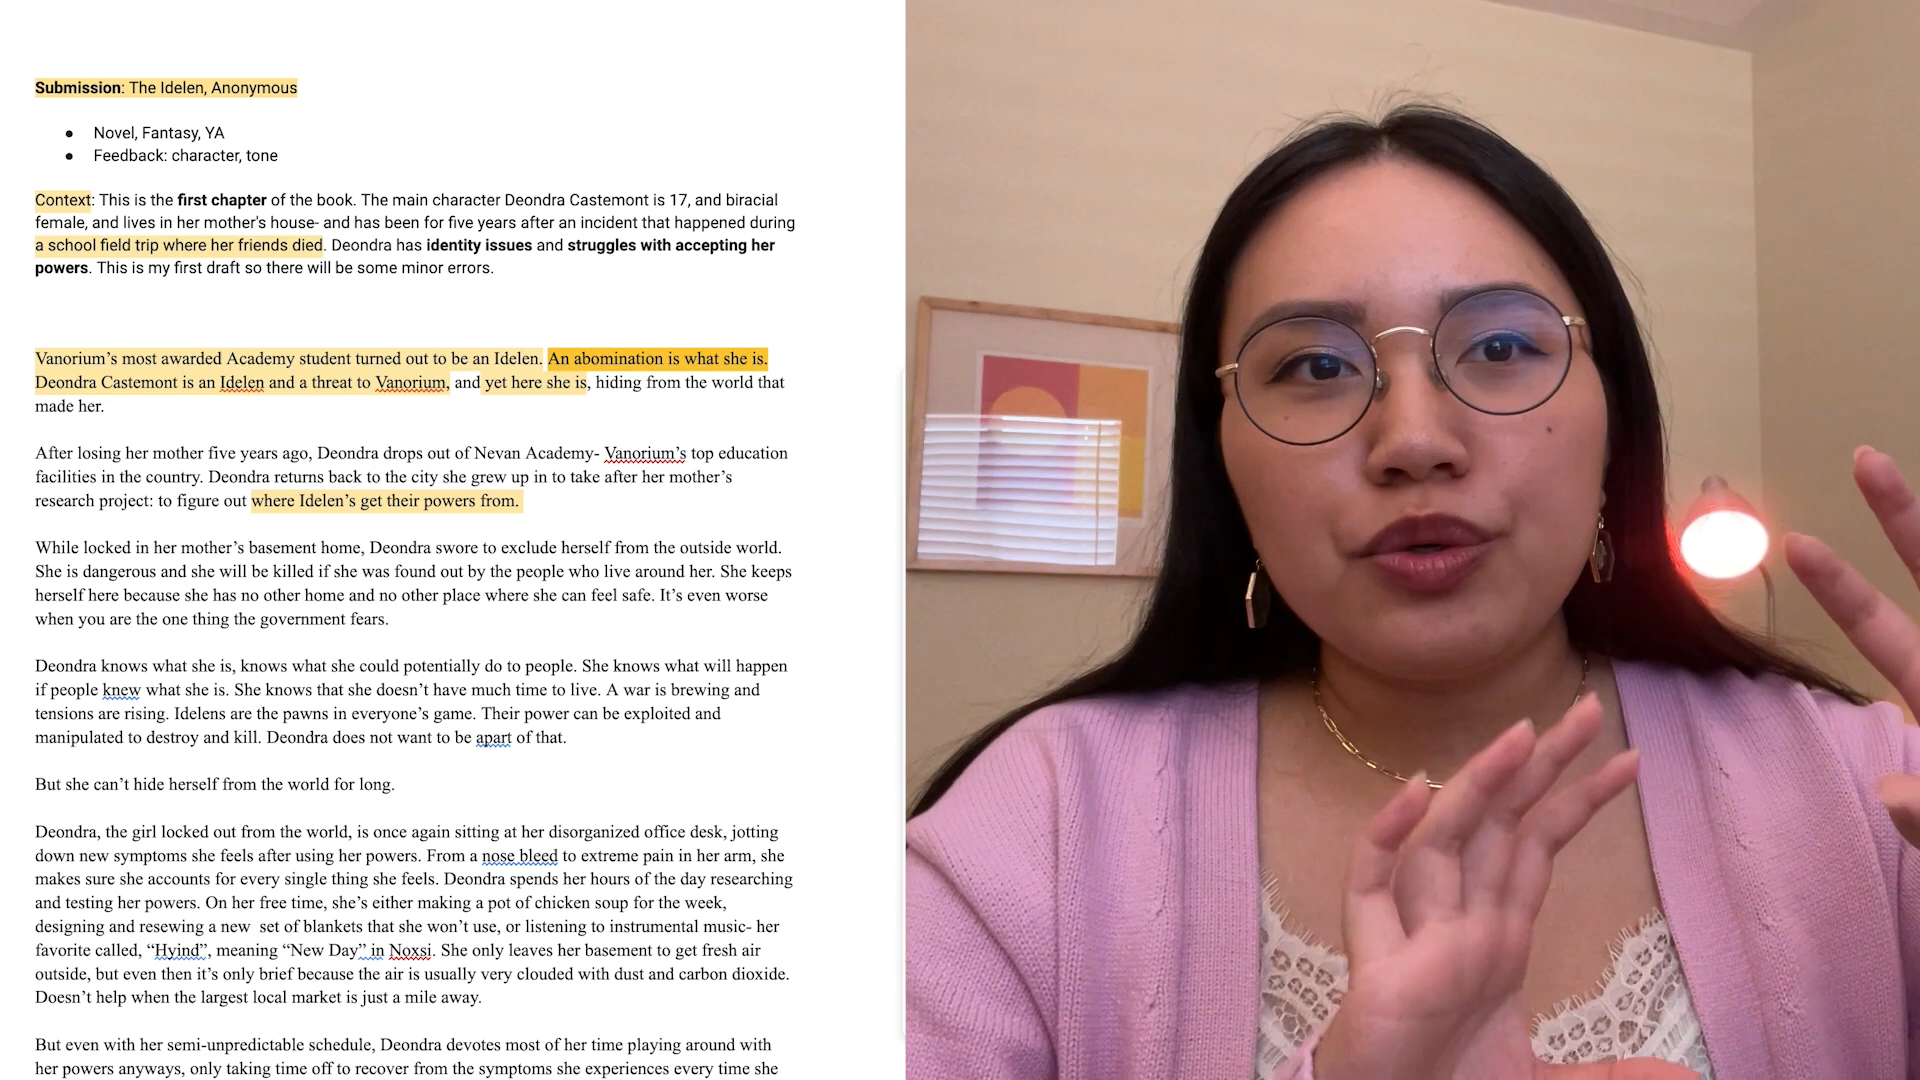 Submission: The Idelen, Anonymous
● Novel, Fantasy, YA
● Feedback: character, tone
Context: This is the first chapter of the book. The main character Deondra Castemont is 17, and biracial
female, and lives in her mother's house- and has been for five years after an incident that happened during
a school field trip where her friends died. Deondra has identity issues and struggles with accepting her
powers. This is my first draft so there will be some minor errors.
Vanorium’s most awarded Academy student turned out to be an Idelen. An abomination is what she is.
Deondra Castemont is an Idelen and a threat to Vanorium, and yet here she is, hiding from the world that
made her.
After losing her mother five years ago, Deondra drops out of Nevan Academy- Vanorium’s top education
facilities in the country. Deondra returns back to the city she grew up in to take after her mother’s
research project: to figure out where Idelen’s get their powers from.
While locked in her mother’s basement home, Deondra swore to exclude herself from the outside world.
She is dangerous and she will be killed if she was found out by the people who live around her. She keeps
herself here because she has no other home and no other place where she can feel safe. It’s even worse
when you are the one thing the government fears.
Deondra knows what she is, knows what she could potentially do to people. She knows what will happen
if people knew what she is. She knows that she doesn’t have much time to live. A war is brewing and
tensions are rising. Idelens are the pawns in everyone’s game. Their power can be exploited and
manipulated to destroy and kill. Deondra does not want to be apart of that.
But she can’t hide herself from the world for long.
Deondra, the girl locked out from the world, is once again sitting at her disorganized office desk, jotting
down new symptoms she feels after using her powers. From a nose bleed to extreme pain in her arm, she
makes sure she accounts for every single thing she feels. Deondra spends her hours of the day researching
and testing her powers. On her free time, she’s either making a pot of chicken soup for the week,
designing and resewing a new  set of blankets that she won’t use, or listening to instrumental music- her
favorite called, “Hyind”, meaning “New Day” in Noxsi. She only leaves her basement to get fresh air
outside, but even then it’s only brief because the air is usually very clouded with dust and carbon dioxide.
Doesn’t help when the largest local market is just a mile away.
But even with her semi-unpredictable schedule, Deondra devotes most of her time playing around with
her powers anyways, only taking time off to recover from the symptoms she experiences every time she